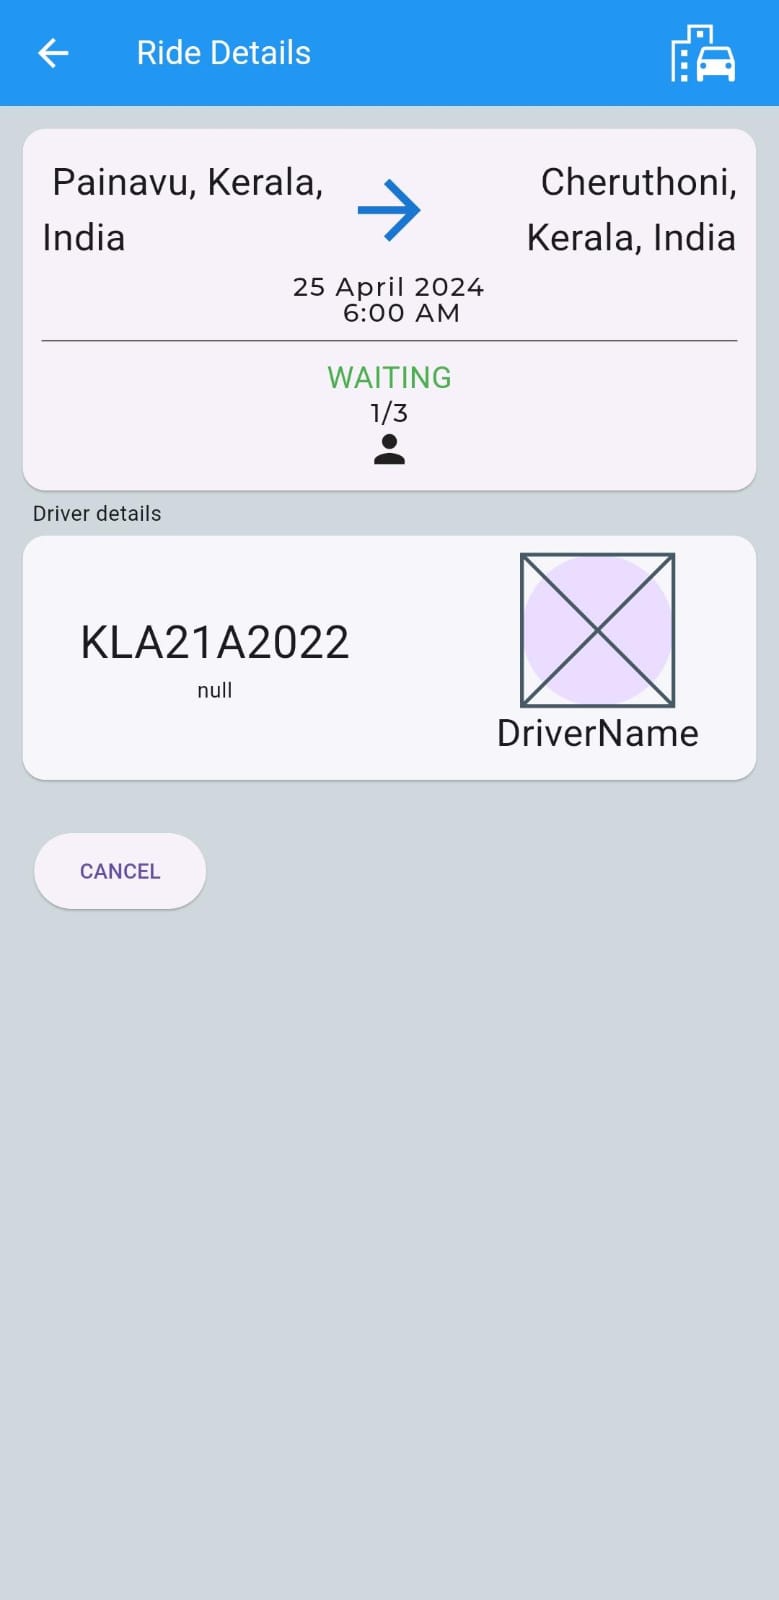 Ride Details
Painavu, Kerala,
India
Cheruthoni,
Kerala, India
25 April 2024
6:00 AM
WAITING
1/3
Driver details
KLA21A2022
null
DriverName
CANCEL